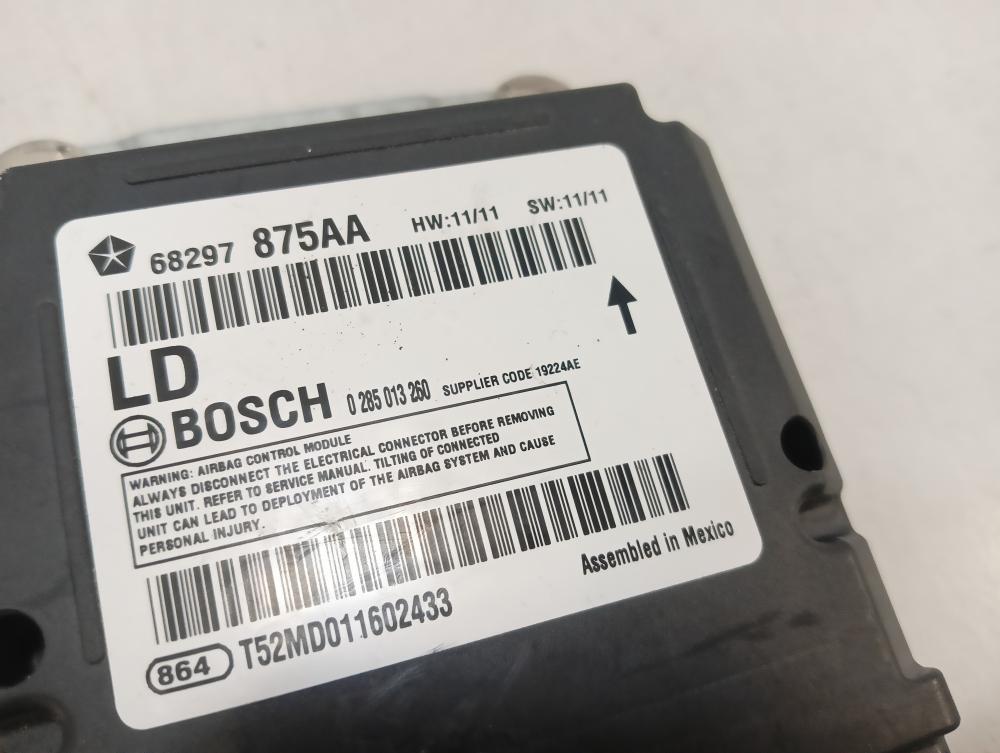 68297 875AA HW:11/11 SW:11/11
LD
BOSCH 0 285 013 260 SUPPLIER CODE 19224AE
WARNING: AIRBAG CONTROL MODULE
ALWAYS DISCONNECT THE ELECTRICAL CONNECTOR BEFORE REMOVING
THIS UNIT. REFER TO SERVICE MANUAL. TILTING OF CONNECTED
UNIT CAN LEAD TO DEPLOYMENT OF THE AIRBAG SYSTEM AND CAUSE
PERSONAL INJURY.
Assembled in Mexico
864 T52MD011602433